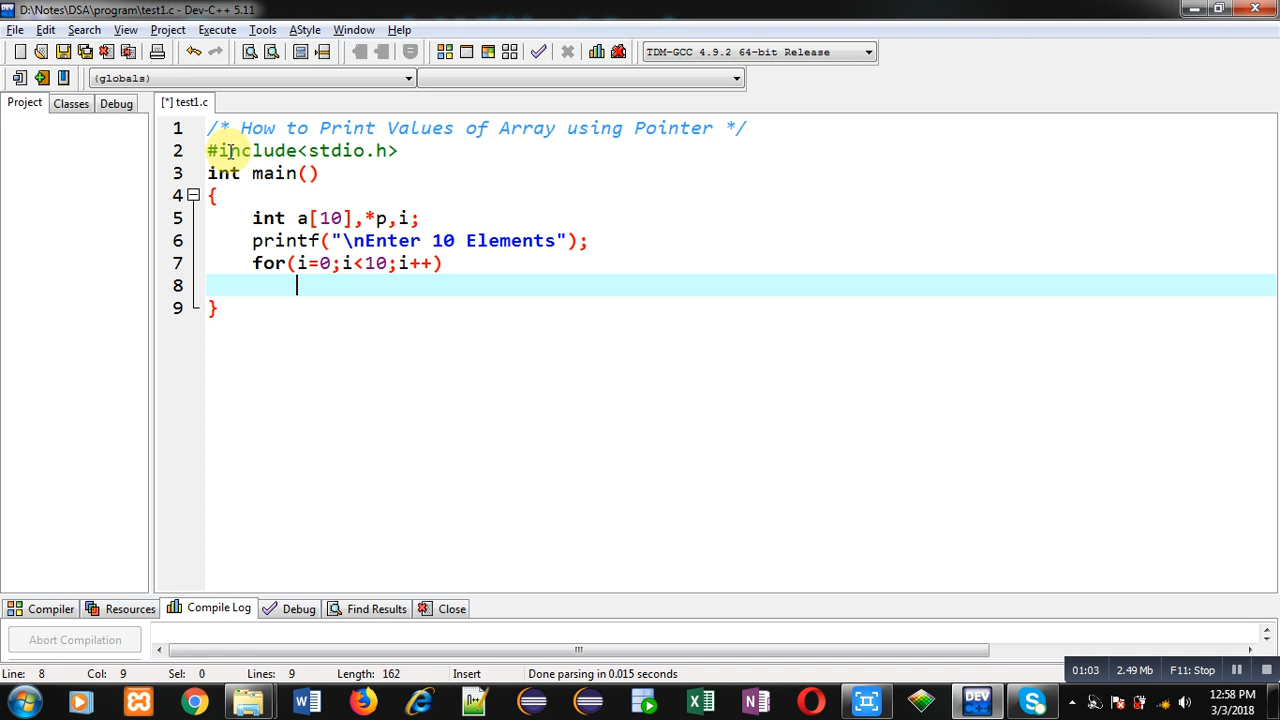 D:\Notes\DSA\program\test1.c - Dev-C++ 5.11
File Edit Search View Project Execute Tools AStyle Window Help
TDM-GCC 4.9.2 64-bit Release
(globals)
Project Classes Debug [*] test1.c
1 /* How to Print Values of Array using Pointer */
2 #include<stdio.h>
3 int main()
4 {
5 int a[10],*p,i;
6 printf("\nEnter 10 Elements");
7 for(i=0;i<10;i++)
8
9 }
Compiler Resources Compile Log Debug Find Results Close
Abort Compilation
Line: 8 Col: 9 Sel: 0 Lines: 9 Length: 162 Insert Done parsing in 0.015 seconds
01:03 2.49 Mb F11: Stop
DEV
12:58 PM
3/3/2018